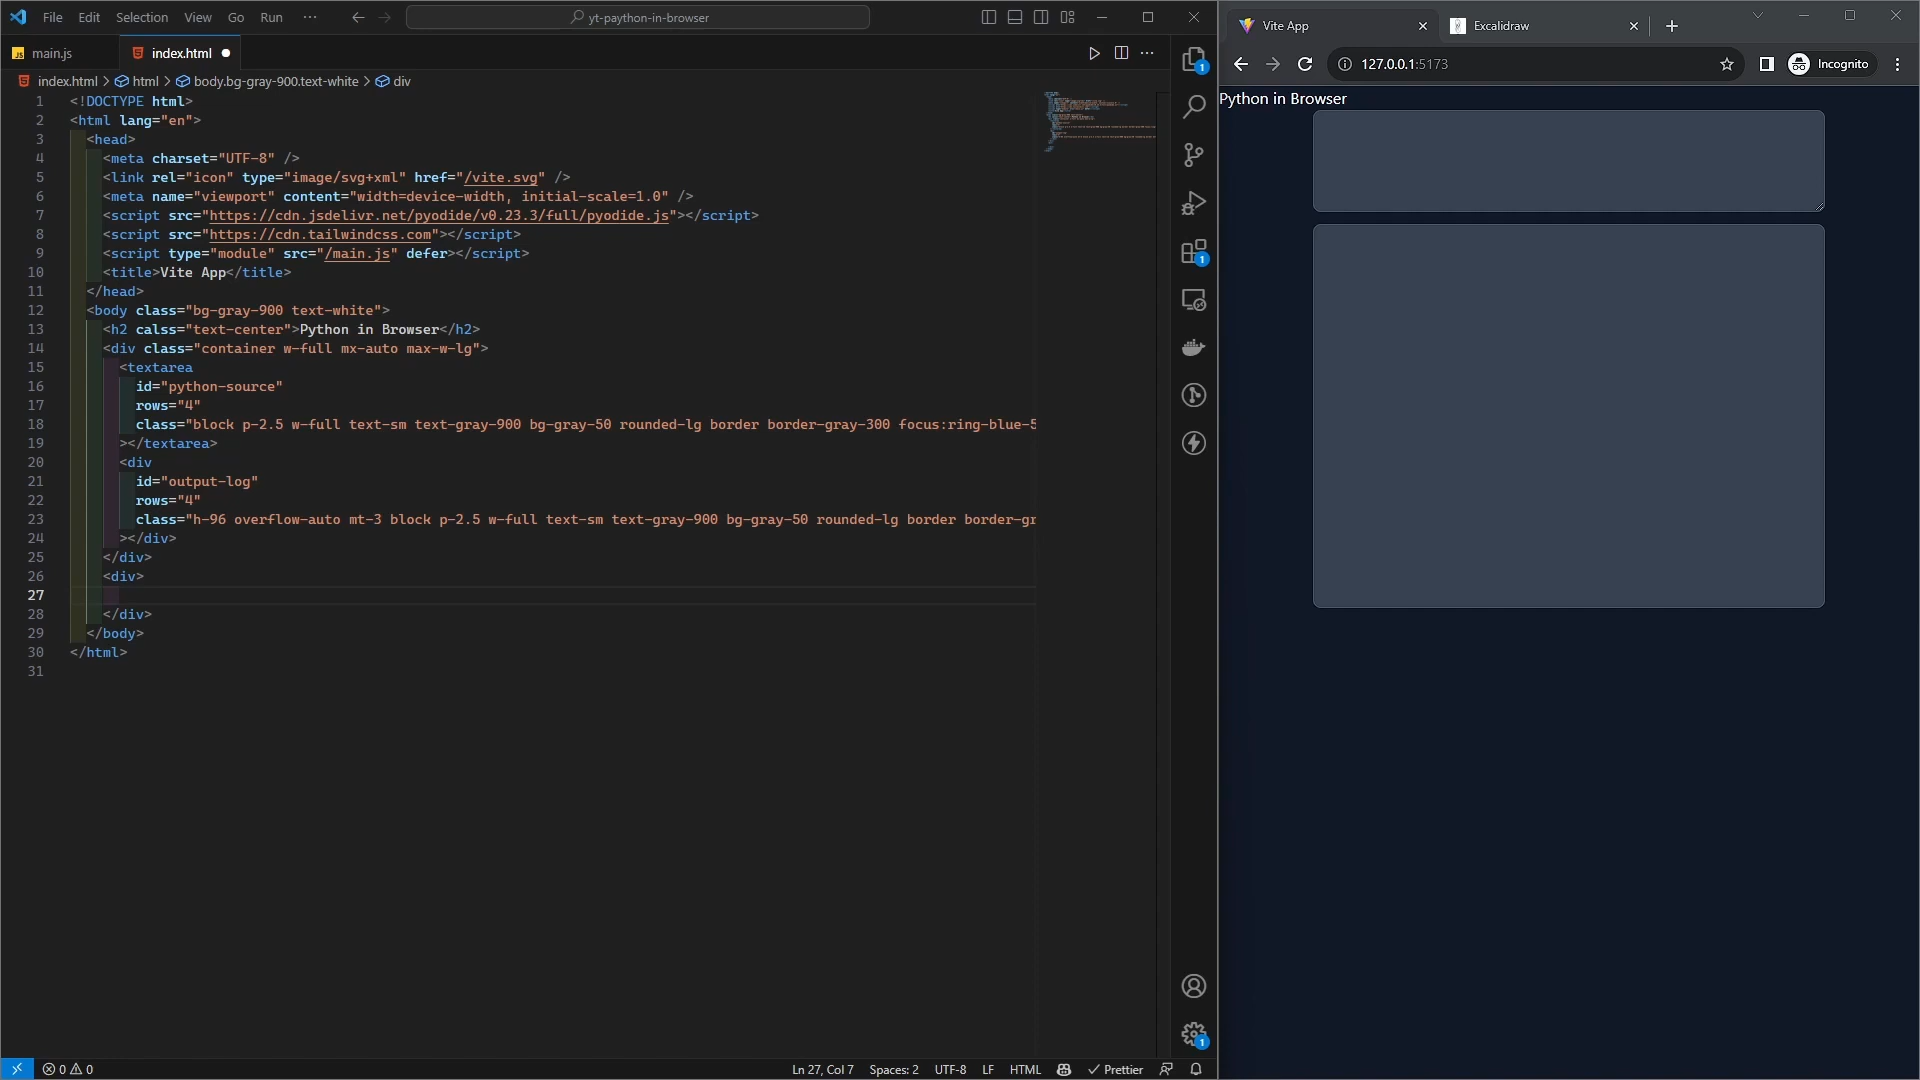 File Edit Selection View Go Run ··· yt-paython-in-browser
main.js index.html
index.html > html > body.bg-gray-900.text-white > div
1 <!DOCTYPE html>
2 <html lang="en">
3 <head>
4 <meta charset="UTF-8" />
5 <link rel="icon" type="image/svg+xml" href="/vite.svg" />
6 <meta name="viewport" content="width=device-width, initial-scale=1.0" />
7 <script src="https://cdn.jsdelivr.net/pyodide/v0.23.3/full/pyodide.js"></script>
8 <script src="https://cdn.tailwindcss.com"></script>
9 <script type="module" src="/main.js" defer></script>
10 <title>Vite App</title>
11 </head>
12 <body class="bg-gray-900 text-white">
13 <h2 calss="text-center">Python in Browser</h2>
14 <div class="container w-full mx-auto max-w-lg">
15 <textarea
16 id="python-source"
17 rows="4"
18 class="block p-2.5 w-full text-sm text-gray-900 bg-gray-50 rounded-lg border border-gray-300 focus:ring-blue-5
19 ></textarea>
20 <div
21 id="output-log"
22 rows="4"
23 class="h-96 overflow-auto mt-3 block p-2.5 w-full text-sm text-gray-900 bg-gray-50 rounded-lg border border-gr
24 ></div>
25 </div>
26 <div>
27
28 </div>
29 </body>
30 </html>
31
1
1
1
0 0 Ln 27, Col 7 Spaces: 2 UTF-8 LF HTML Prettier
Vite App Excalidraw
127.0.0.1:5173 Incognito
Python in Browser